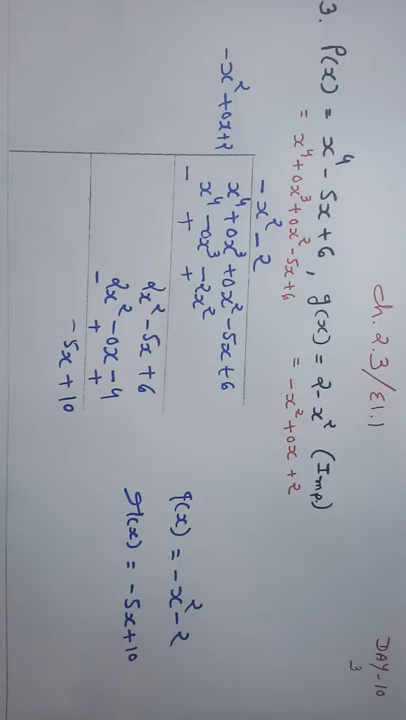 Ch. 2.3/E1.1
DAY-10
3
3. P(x) = x⁴ - 5x + 6, g(x) = 2 - x² (Imp.)
= x⁴ + 0x³ + 0x² - 5x + 6 = -x² + 0x + 2
-x² - 2
-x² + 0x + 2 x⁴ + 0x³ + 0x² - 5x + 6
x⁴ - 0x³ - 2x²
- + +
2x² - 5x + 6
2x² - 0x - 4
- + +
- 5x + 10
q(x) = -x² - 2
r(x) = -5x + 10